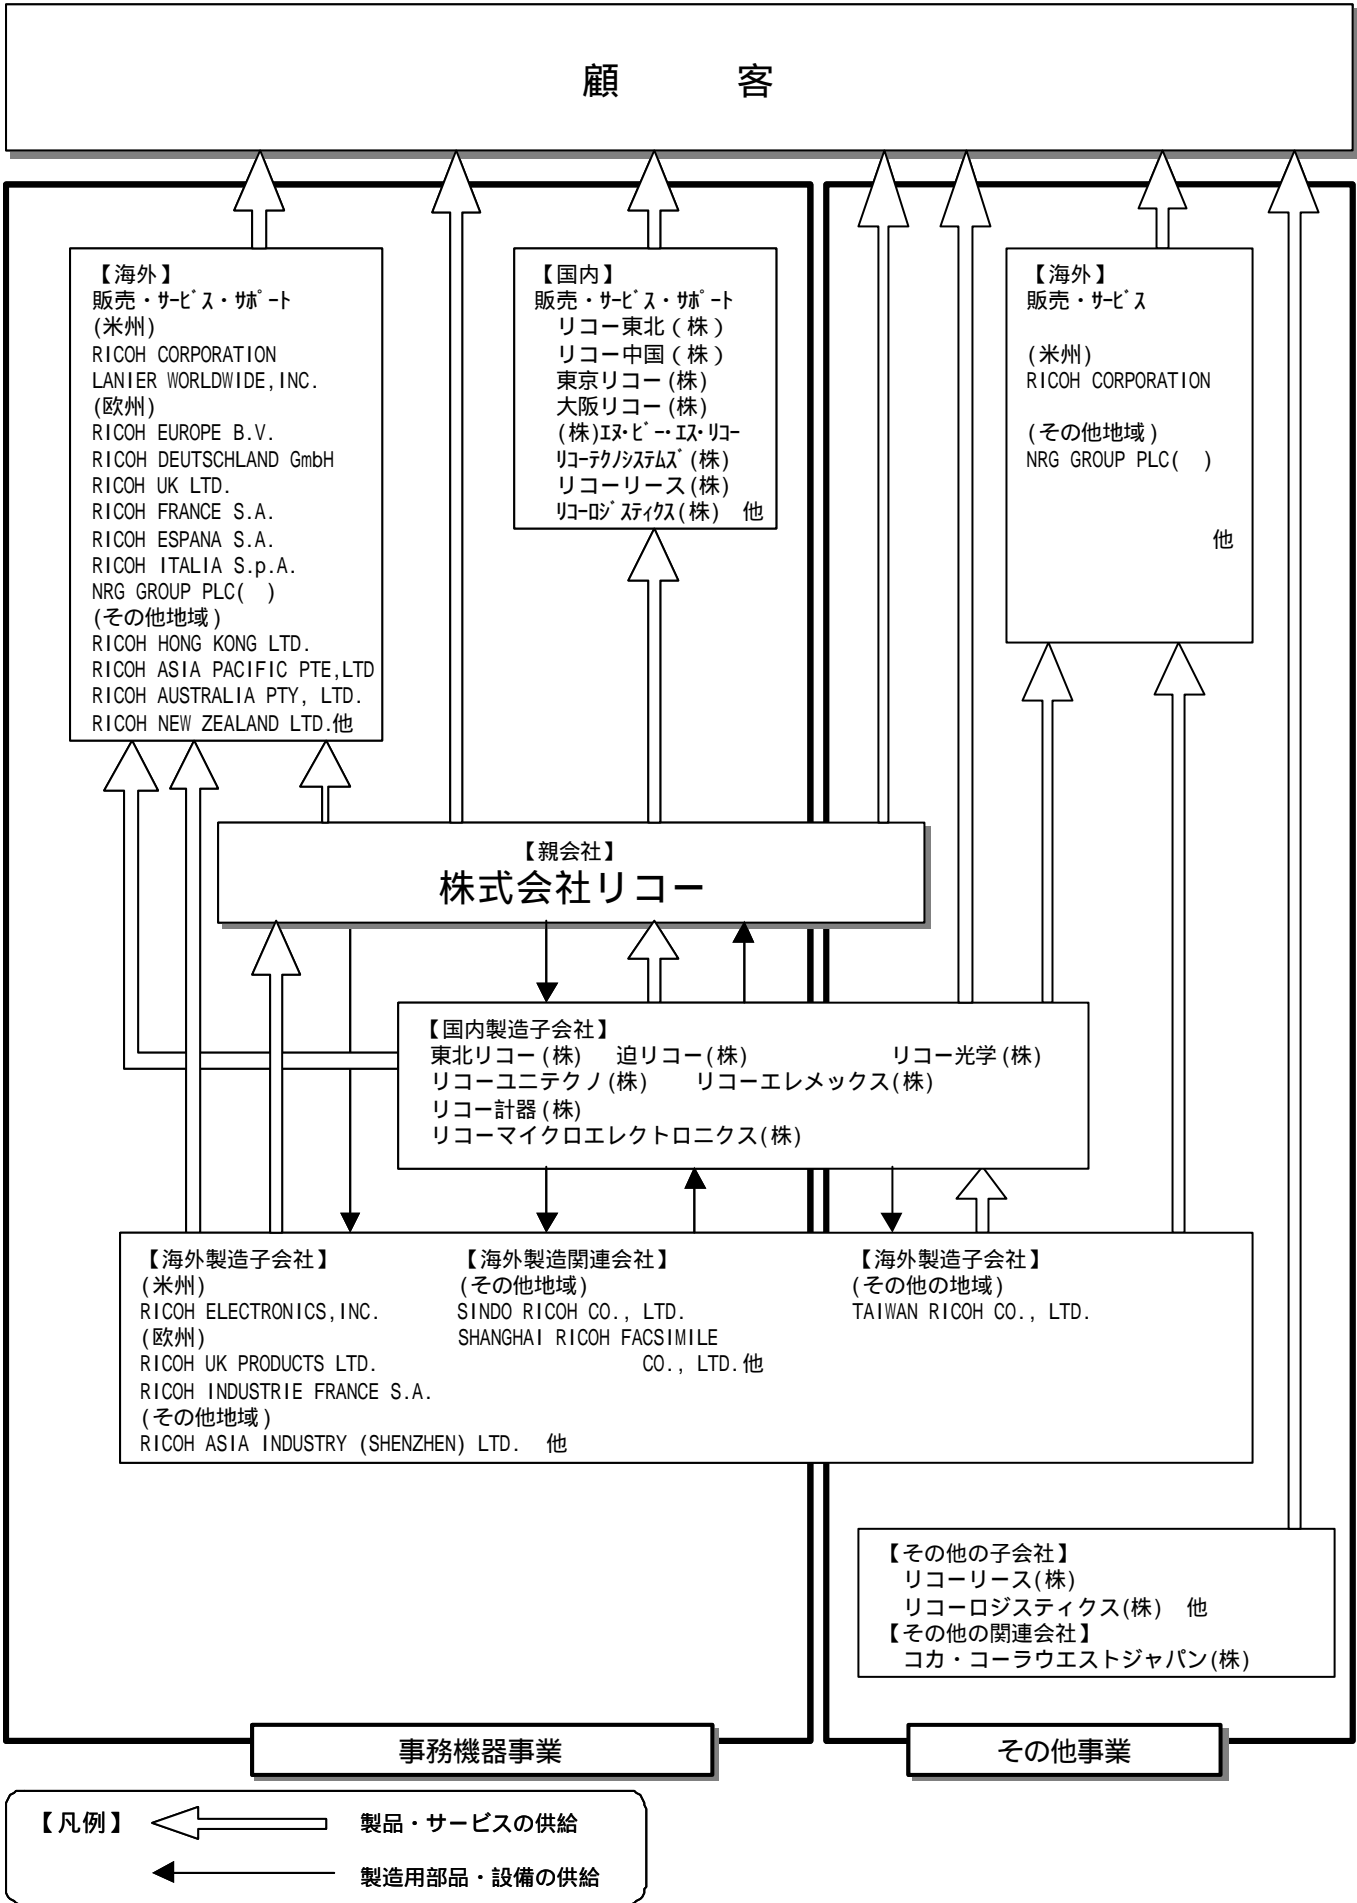 顧 客
【海外】
販売・ｻｰﾋﾞｽ・ｻﾎﾟｰﾄ
(米州)
RICOH CORPORATION
LANIER WORLDWIDE,INC.
(欧州)
RICOH EUROPE B.V.
RICOH DEUTSCHLAND GmbH
RICOH UK LTD.
RICOH FRANCE S.A.
RICOH ESPANA S.A.
RICOH ITALIA S.p.A.
NRG GROUP PLC( )
(その他地域)
RICOH HONG KONG LTD.
RICOH ASIA PACIFIC PTE,LTD
RICOH AUSTRALIA PTY, LTD.
RICOH NEW ZEALAND LTD.他
【国内】
販売・ｻｰﾋﾞｽ・ｻﾎﾟｰﾄ
リコー東北(株)
リコー中国(株)
東京リコー(株)
大阪リコー(株)
(株)ｴﾇ・ﾋﾞｰ・ｴｽ・ﾘｺｰ
ﾘｺｰﾃｸﾉｼｽﾃﾑｽﾞ(株)
リコーリース(株)
ﾘｺｰﾛｼﾞｽﾃｨｸｽ(株) 他
【海外】
販売・ｻｰﾋﾞｽ
(米州)
RICOH CORPORATION
(その他地域)
NRG GROUP PLC( )
他
【親会社】
株式会社リコー
【国内製造子会社】
東北リコー(株) 迫リコー(株) リコー光学(株)
リコーユニテクノ(株) リコーエレメックス(株)
リコー計器(株)
リコーマイクロエレクトロニクス(株)
【海外製造子会社】
(米州)
RICOH ELECTRONICS,INC.
(欧州)
RICOH UK PRODUCTS LTD.
RICOH INDUSTRIE FRANCE S.A.
(その他地域)
RICOH ASIA INDUSTRY (SHENZHEN) LTD. 他
【海外製造関連会社】
(その他地域)
SINDO RICOH CO., LTD.
SHANGHAI RICOH FACSIMILE
CO., LTD.他
【海外製造子会社】
(その他の地域)
TAIWAN RICOH CO., LTD.
【その他の子会社】
リコーリース(株)
リコーロジスティクス(株) 他
【その他の関連会社】
コカ・コーラウエストジャパン(株)
事務機器事業
その他事業
【凡例】 製品・サービスの供給
製造用部品・設備の供給